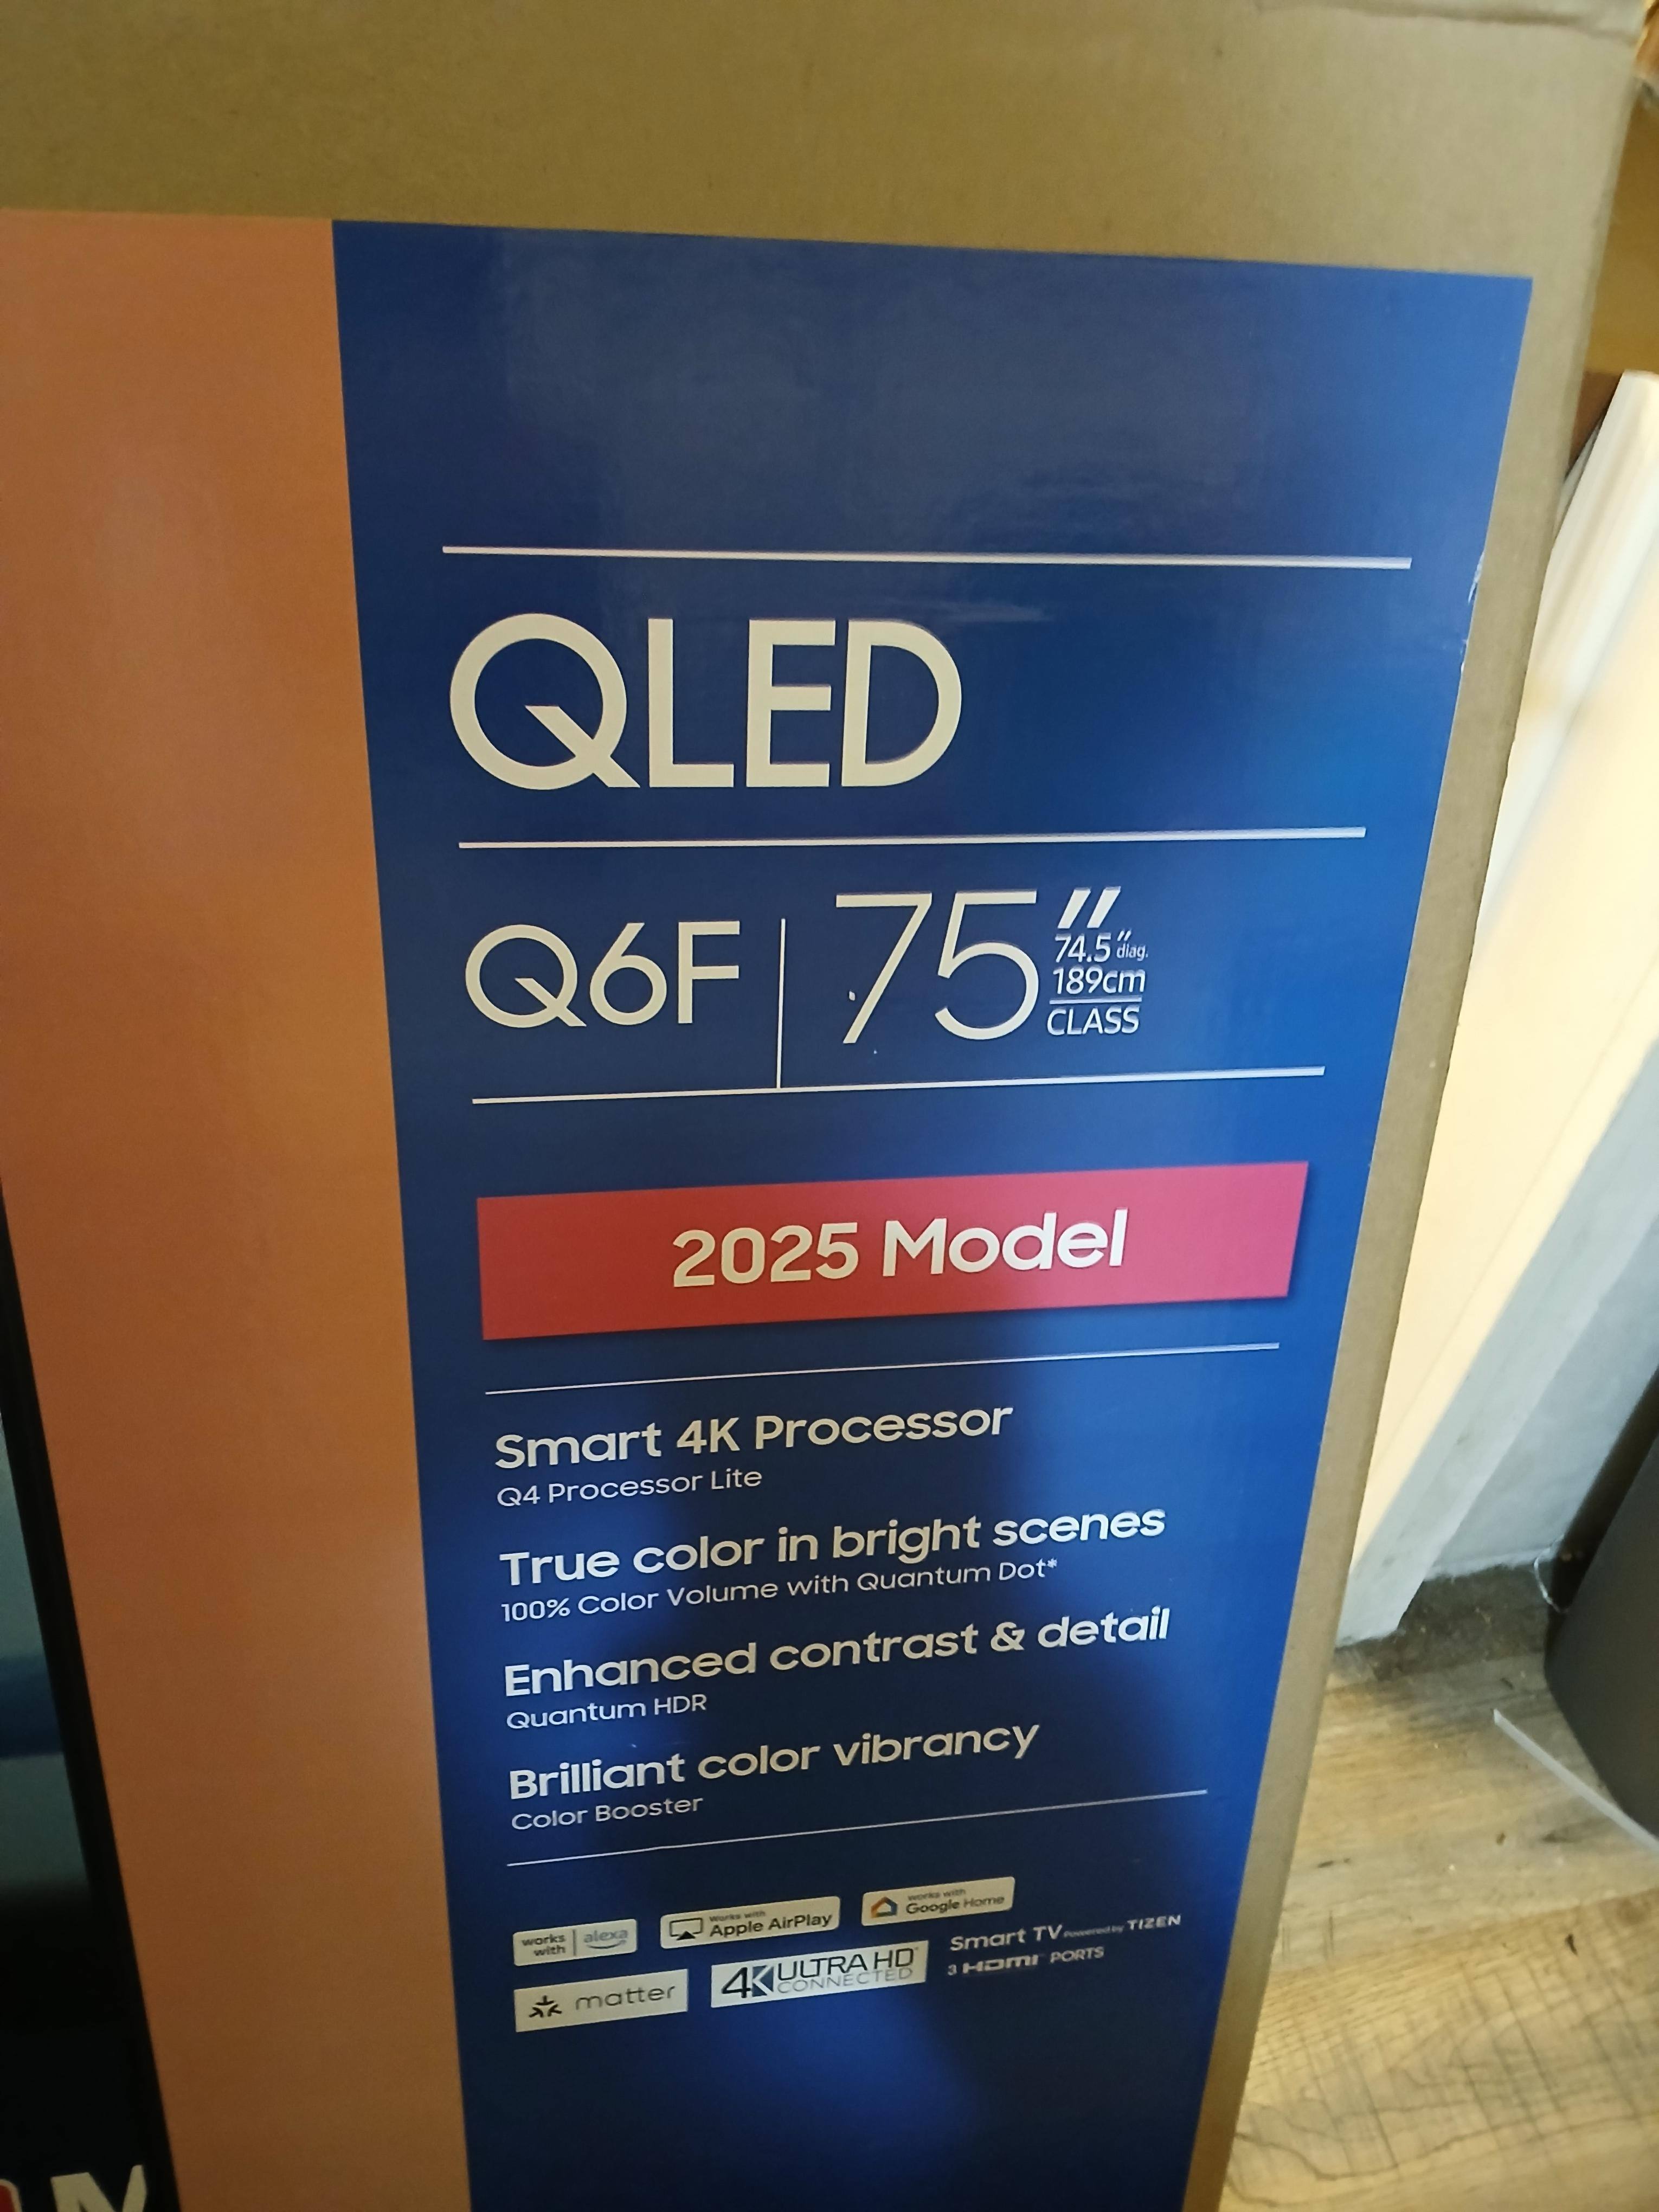 QLED
Q6F 75"
74.5" diag.
189cm
CLASS
2025 Model
Smart 4K Processor
Q4 Processor Lite
True color in bright scenes
100% Color Volume with Quantum Dot*
Enhanced contrast & detail
Quantum HDR
Brilliant color vibrancy
Color Booster
works with alexa
Works with Apple AirPlay
works with Google Home
matter
4K ULTRA HD CONNECTED
Smart TV Powered by TIZEN
3 HDMI PORTS